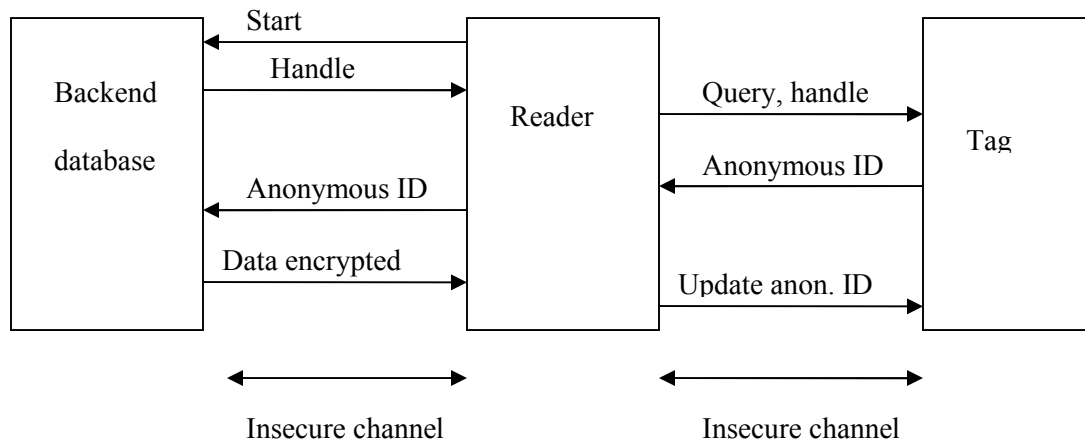 Start
Handle
Backend
database
Reader
Query, handle
Tag
Anonymous ID
Anonymous ID
Data encrypted
Update anon. ID
Insecure channel
Insecure channel